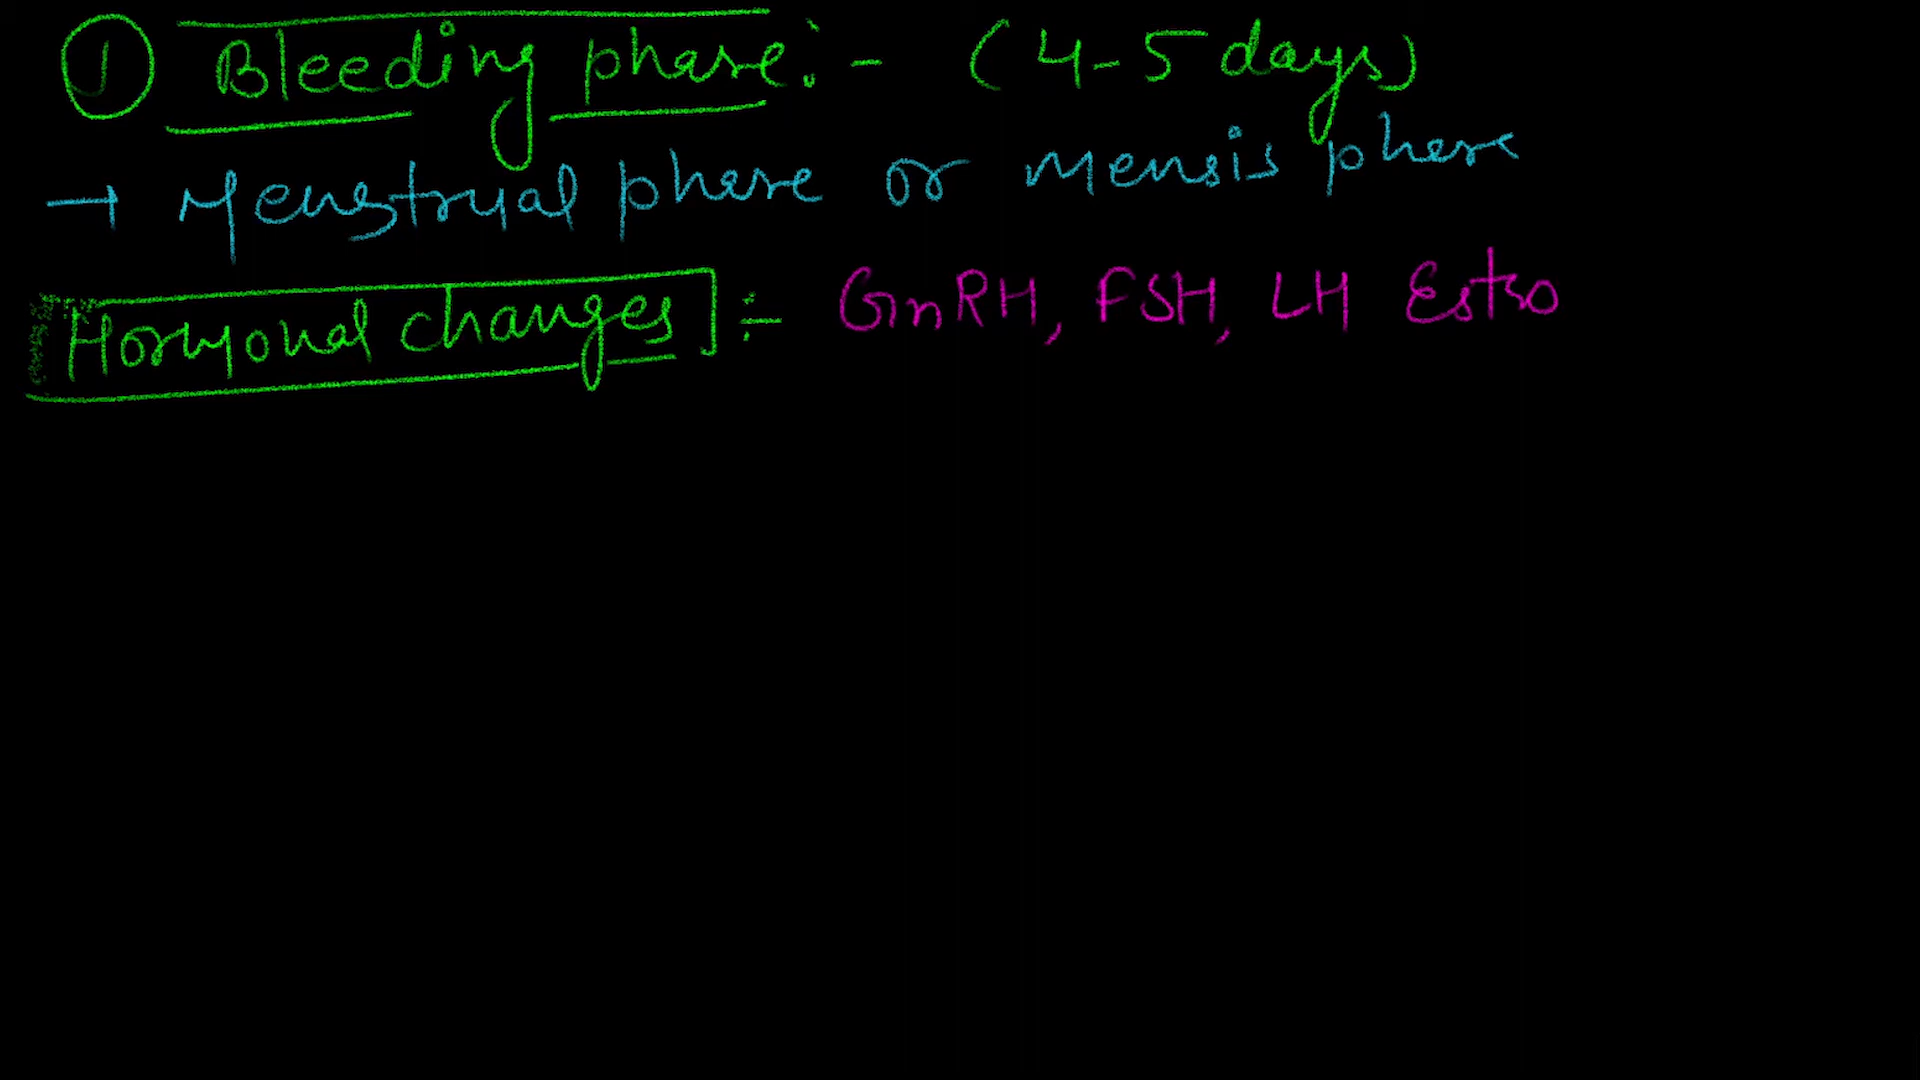 ① Bleeding phase:- (4-5 days)
→ Menstrual phase or Mensis phase
Hormonal changes :- GnRH, FSH, LH Estro